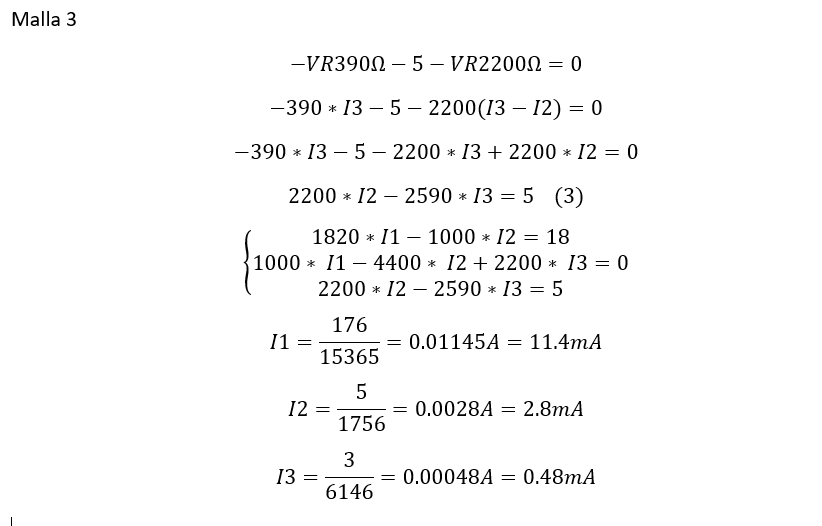 Malla 3
−VR390Ω − 5 − VR2200Ω = 0
−390 ∗ I3 − 5 − 2200(I3 − I2) = 0
−390 ∗ I3 − 5 − 2200 ∗ I3 + 2200 ∗ I2 = 0
2200 ∗ I2 − 2590 ∗ I3 = 5 (3)
1820 ∗ I1 − 1000 ∗ I2 = 18
1000 ∗ I1 − 4400 ∗ I2 + 2200 ∗ I3 = 0
2200 ∗ I2 − 2590 ∗ I3 = 5
I1 = 176/15365 = 0.01145A = 11.4mA
I2 = 5/1756 = 0.0028A = 2.8mA
I3 = 3/6146 = 0.00048A = 0.48mA